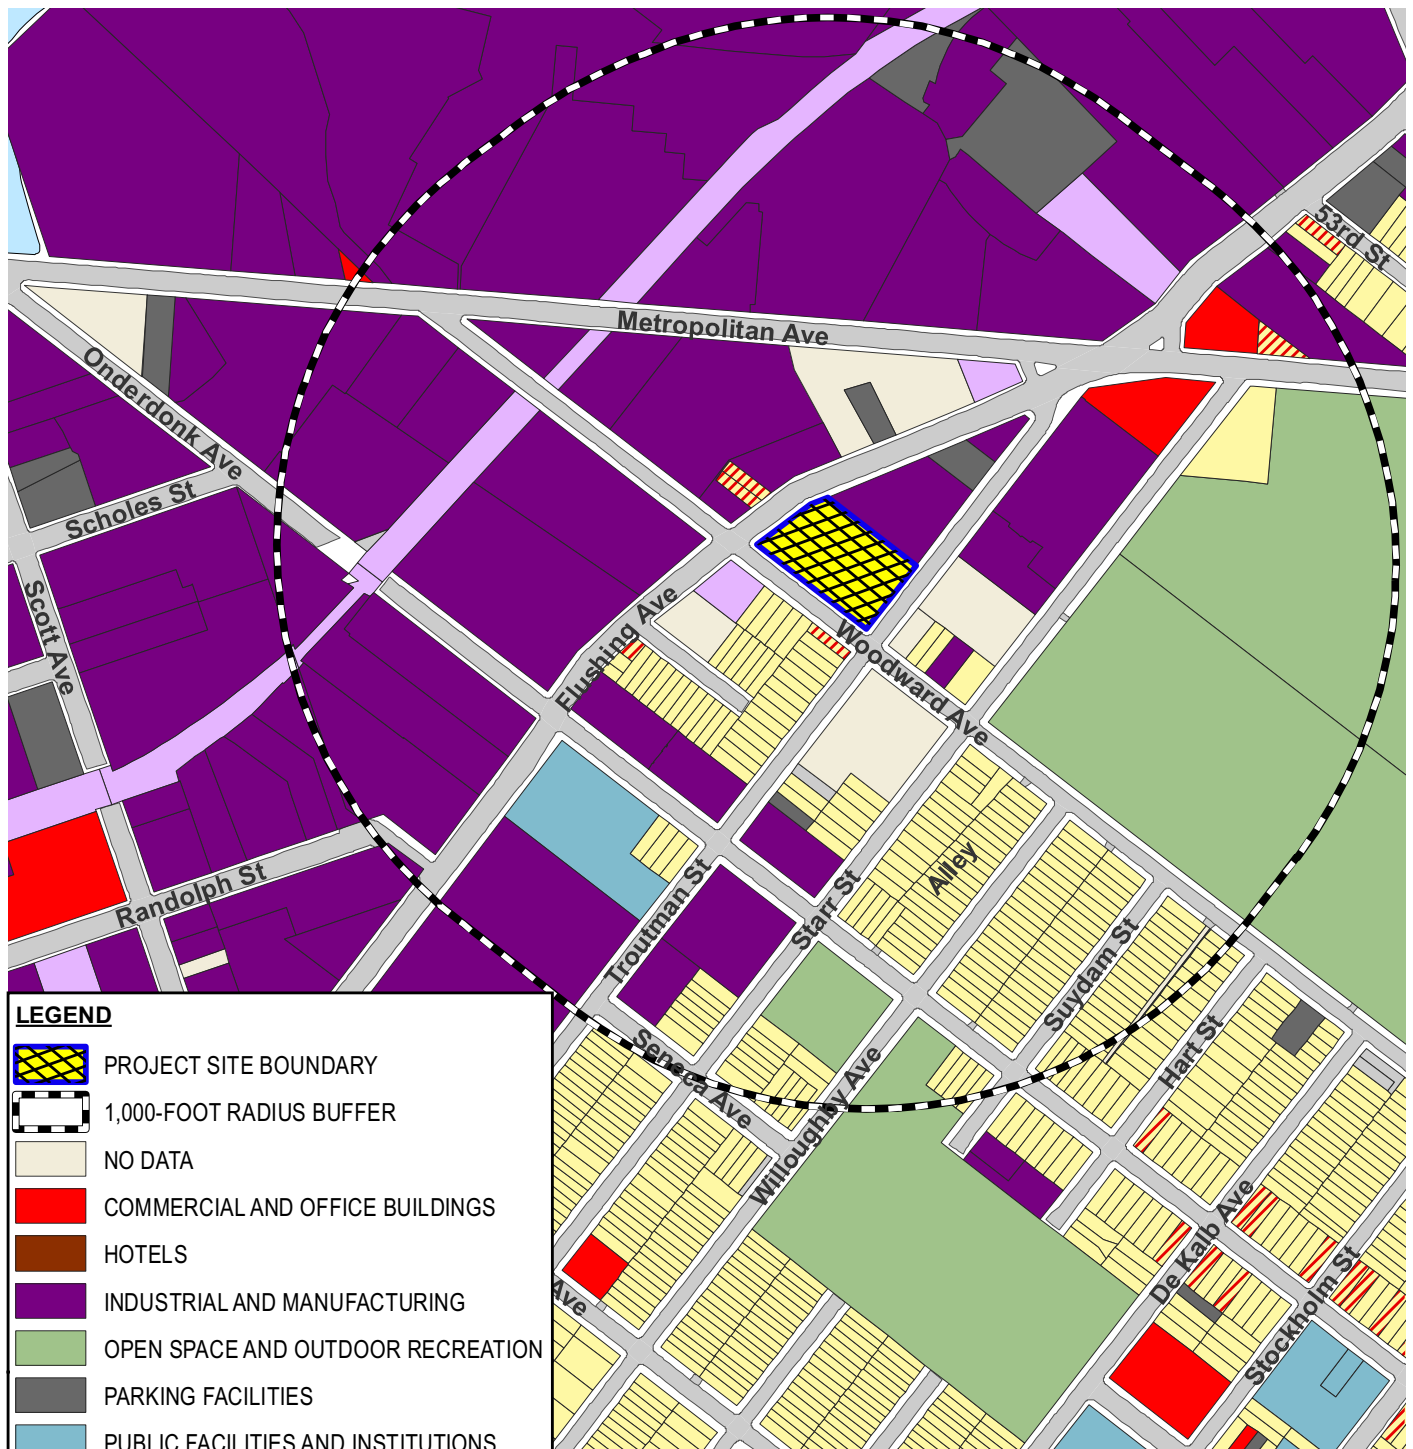 53rd St
Metropolitan Ave
Onderdonk Ave
Scholes St
Scott Ave
Flushing Ave
Woodward Ave
Randolph St
Troutman St
Starr St
Alley
Suydam St
Seneca Ave
Willoughby Ave
Hart St
De Kalb Ave
Stockholm St
Ave
LEGEND
PROJECT SITE BOUNDARY
1,000-FOOT RADIUS BUFFER
NO DATA
COMMERCIAL AND OFFICE BUILDINGS
HOTELS
INDUSTRIAL AND MANUFACTURING
OPEN SPACE AND OUTDOOR RECREATION
PARKING FACILITIES
PUBLIC FACILITIES AND INSTITUTIONS